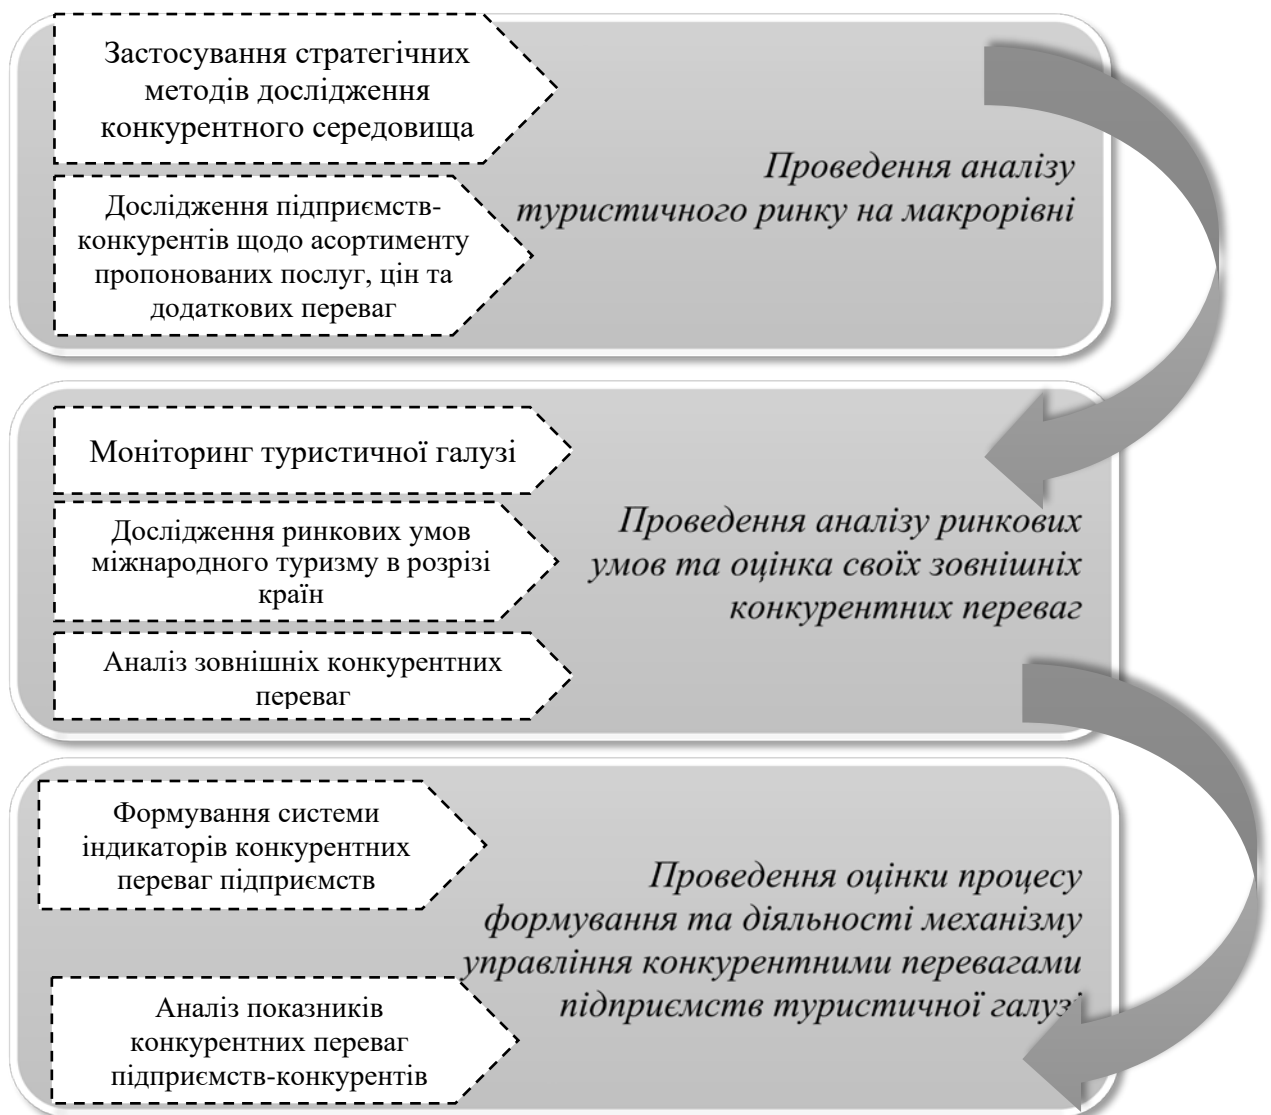 Застосування стратегічних
методів дослідження
конкурентного середовища
Дослідження підприємств-
конкурентів щодо асортименту
пропонованих послуг, цін та
додаткових переваг
Проведення аналізу
туристичного ринку на макрорівні
Моніторинг туристичної галузі
Дослідження ринкових умов
міжнародного туризму в розрізі
країн
Аналіз зовнішніх конкурентних
переваг
Проведення аналізу ринкових
умов та оцінка своїх зовнішніх
конкурентних переваг
Формування системи
індикаторів конкурентних
переваг підприємств
Аналіз показників
конкурентних переваг
підприємств-конкурентів
Проведення оцінки процесу
формування та діяльності механізму
управління конкурентними перевагами
підприємств туристичної галузі